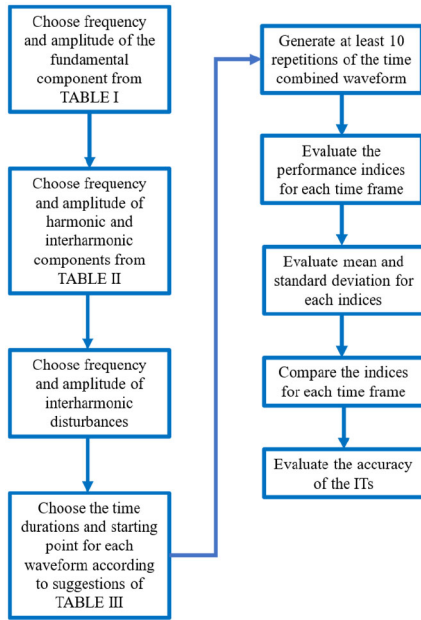 Choose frequency
and amplitude of the
fundamental
component from
TABLE I
Choose frequency
and amplitude of
harmonic and
interharmonic
components from
TABLE II
Choose frequency
and amplitude of
interharmonic
disturbances
Choose the time
durations and starting
point for each
waveform according
to suggestions of
TABLE III
Generate at least 10
repetitions of the time
combined waveform
Evaluate the
performance indices
for each time frame
Evaluate mean and
standard deviation for
each indices
Compare the indices
for each time frame
Evaluate the accuracy
of the ITs